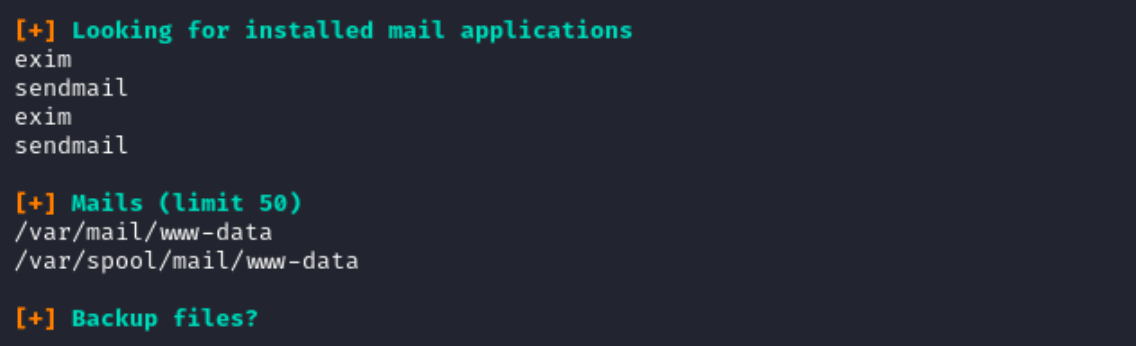 [+] Looking for installed mail applications
exim
sendmail
exim
sendmail
[+] Mails (limit 50)
/var/mail/www-data
/var/spool/mail/www-data
[+] Backup files?